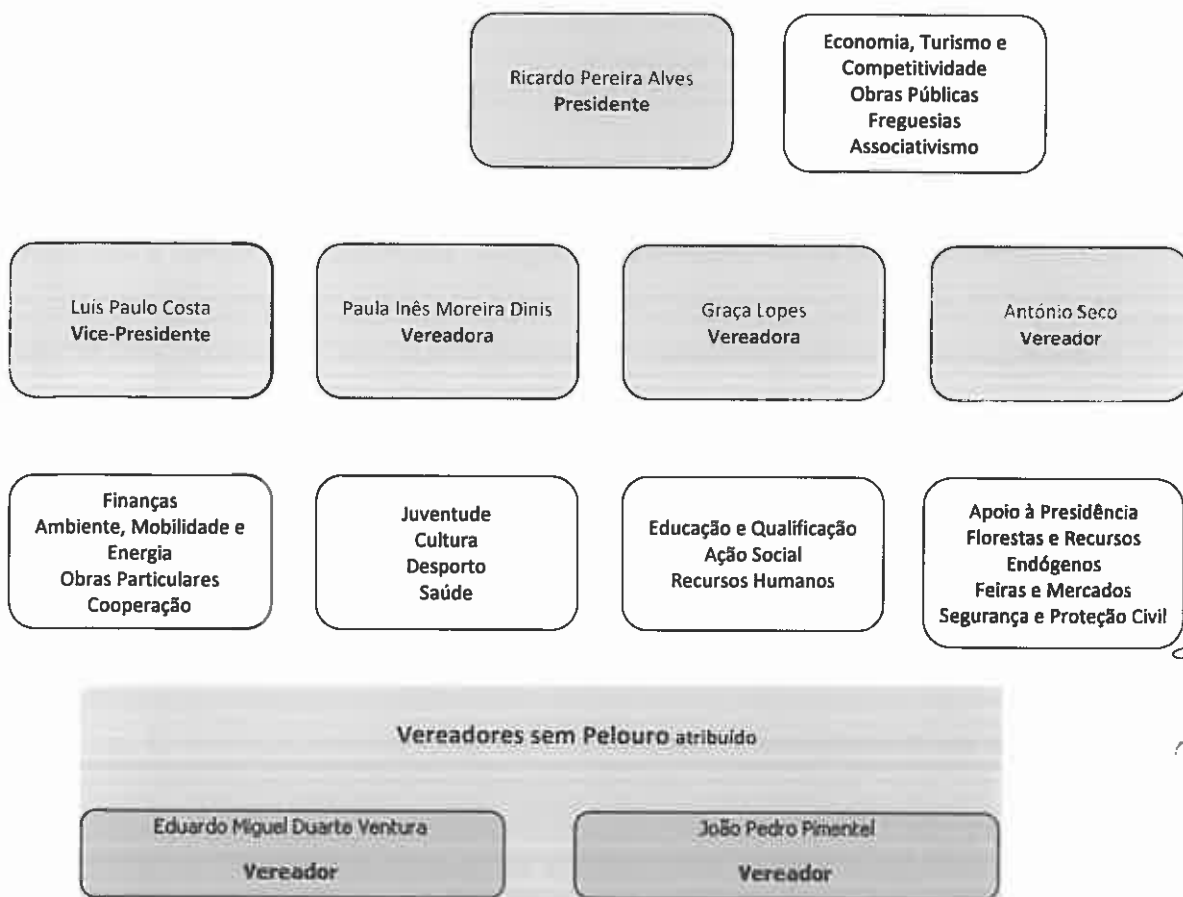 Ricardo Pereira Alves
Presidente
Economia, Turismo e
Competitividade
Obras Públicas
Freguesias
Associativismo
Luís Paulo Costa
Vice-Presidente
Paula Inês Moreira Dinis
Vereadora
Graça Lopes
Vereadora
António Seco
Vereador
Finanças
Ambiente, Mobilidade e
Energia
Obras Particulares
Cooperação
Juventude
Cultura
Desporto
Saúde
Educação e Qualificação
Ação Social
Recursos Humanos
Apoio à Presidência
Florestas e Recursos
Endógenos
Feiras e Mercados
Segurança e Proteção Civil
Vereadores sem Pelouro atribuído
Eduardo Miguel Duarte Ventura
Vereador
João Pedro Pimentel
Vereador